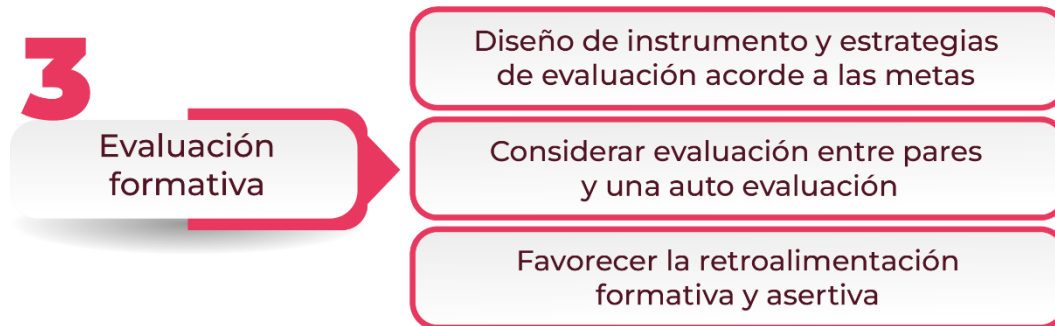 3
Evaluación
formativa
Diseño de instrumento y estrategias
de evaluación acorde a las metas
Considerar evaluación entre pares
y una auto evaluación
Favorecer la retroalimentación
formativa y asertiva